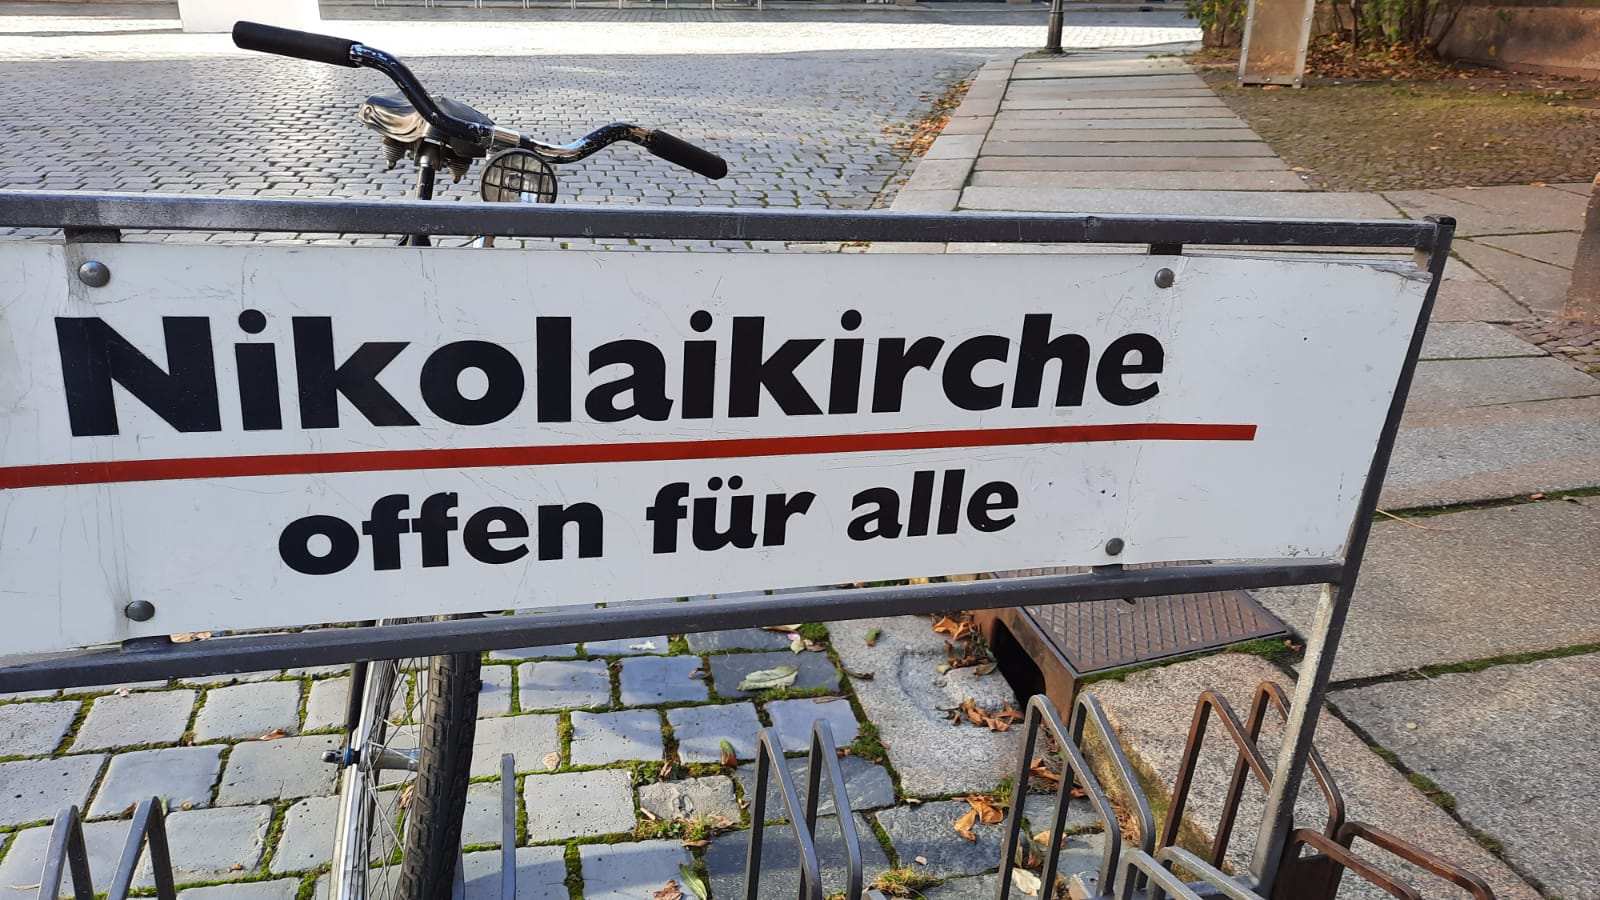 Nikolaikirche
offen für alle